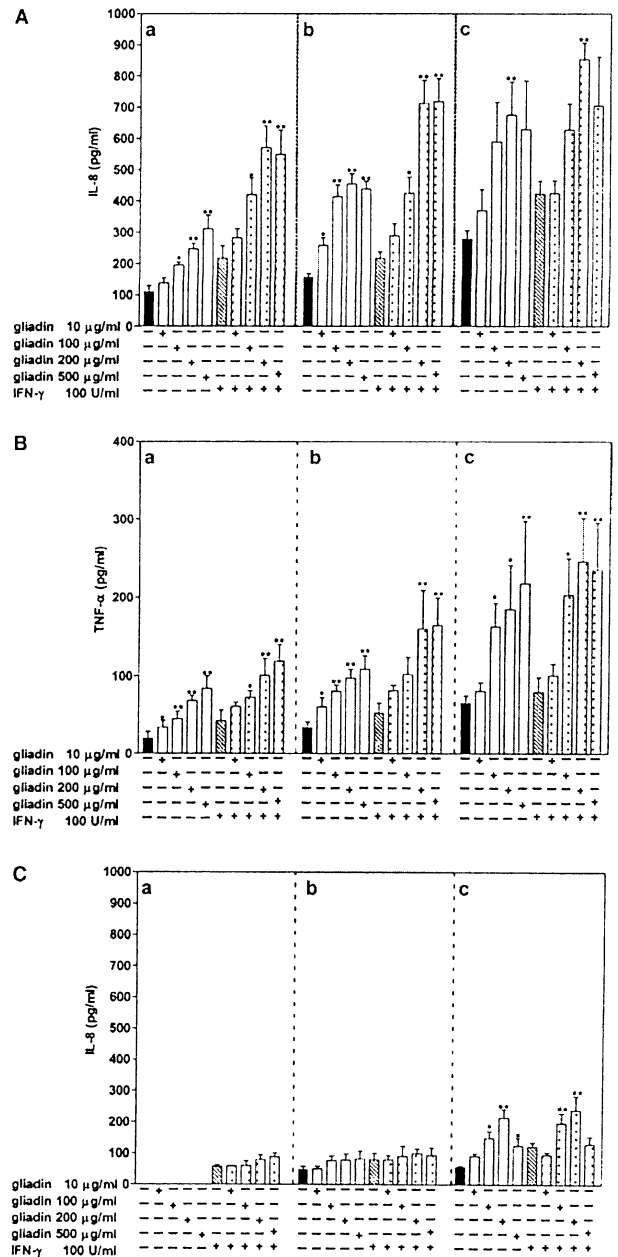 A
a b c
1000
900
800
700
600
500
400
300
200
100
0
IL-8 (pg/ml)
gliadin 10 µg/ml − + − − − − + − − − − + − − − − + − − − − + − − − − + − − −
gliadin 100 µg/ml − − + − − − − + − − − − + − − − − + − − − − + − − − − + − −
gliadin 200 µg/ml − − − + − − − − + − − − − + − − − − + − − − − + − − − − + −
gliadin 500 µg/ml − − − − + − − − − + − − − − + − − − − + − − − − + − − − − +
IFN-γ 100 U/ml − − − − − + + + + + − − − − − + + + + + − − − − − + + + + +
B
a b c
400
300
200
100
0
TNF-α (pg/ml)
gliadin 10 µg/ml − + − − − − + − − − − + − − − − + − − − − + − − − − + − − −
gliadin 100 µg/ml − − + − − − − + − − − − + − − − − + − − − − + − − − − + − −
gliadin 200 µg/ml − − − + − − − − + − − − − + − − − − + − − − − + − − − − + −
gliadin 500 µg/ml − − − − + − − − − + − − − − + − − − − + − − − − + − − − − +
IFN-γ 100 U/ml − − − − − + + + + + − − − − − + + + + + − − − − − + + + + +
C
a b c
1000
900
800
700
600
500
400
300
200
100
0
IL-8 (pg/ml)
gliadin 10 µg/ml − + − − − − + − − − − + − − − − + − − − − + − − − − + − − −
gliadin 100 µg/ml − − + − − − − + − − − − + − − − − + − − − − + − − − − + − −
gliadin 200 µg/ml − − − + − − − − + − − − − + − − − − + − − − − + − − − − + −
gliadin 500 µg/ml − − − − + − − − − + − − − − + − − − − + − − − − + − − − − +
IFN-γ 100 U/ml − − − − − + + + + + − − − − − + + + + + − − − − − + + + + +